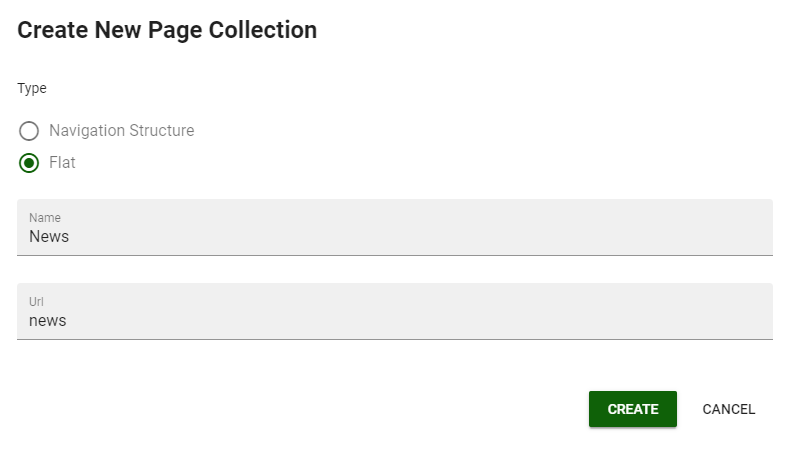 Create New Page Collection
Type
Navigation Structure
Flat
Name
News
Url
news
CREATE CANCEL